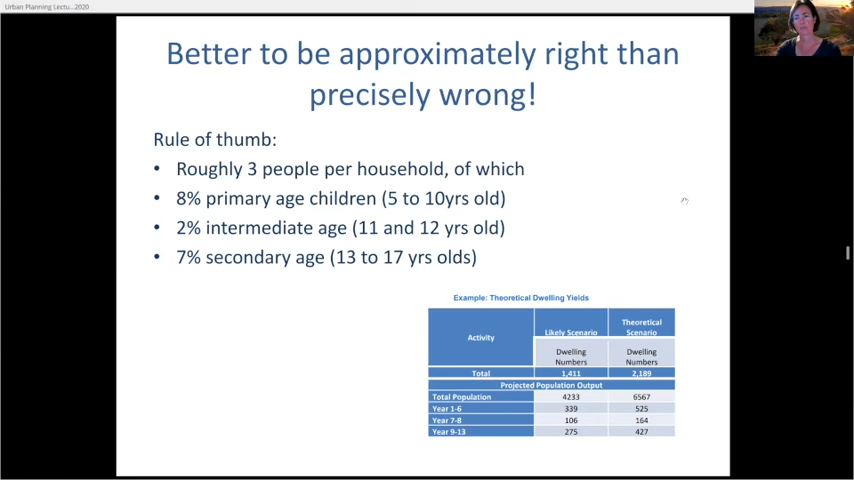 Urban Planning Lectu...2020
Better to be approximately right than
precisely wrong!
Rule of thumb:
• Roughly 3 people per household, of which
• 8% primary age children (5 to 10yrs old)
• 2% intermediate age (11 and 12 yrs old)
• 7% secondary age (13 to 17 yrs olds)
Example: Theoretical Dwelling Yields
Activity Likely Scenario Theoretical Scenario
Dwelling Numbers Dwelling Numbers
Total 1,411 2,189
Projected Population Output
Total Population 4233 6567
Year 1-6 339 525
Year 7-8 106 164
Year 9-13 275 427